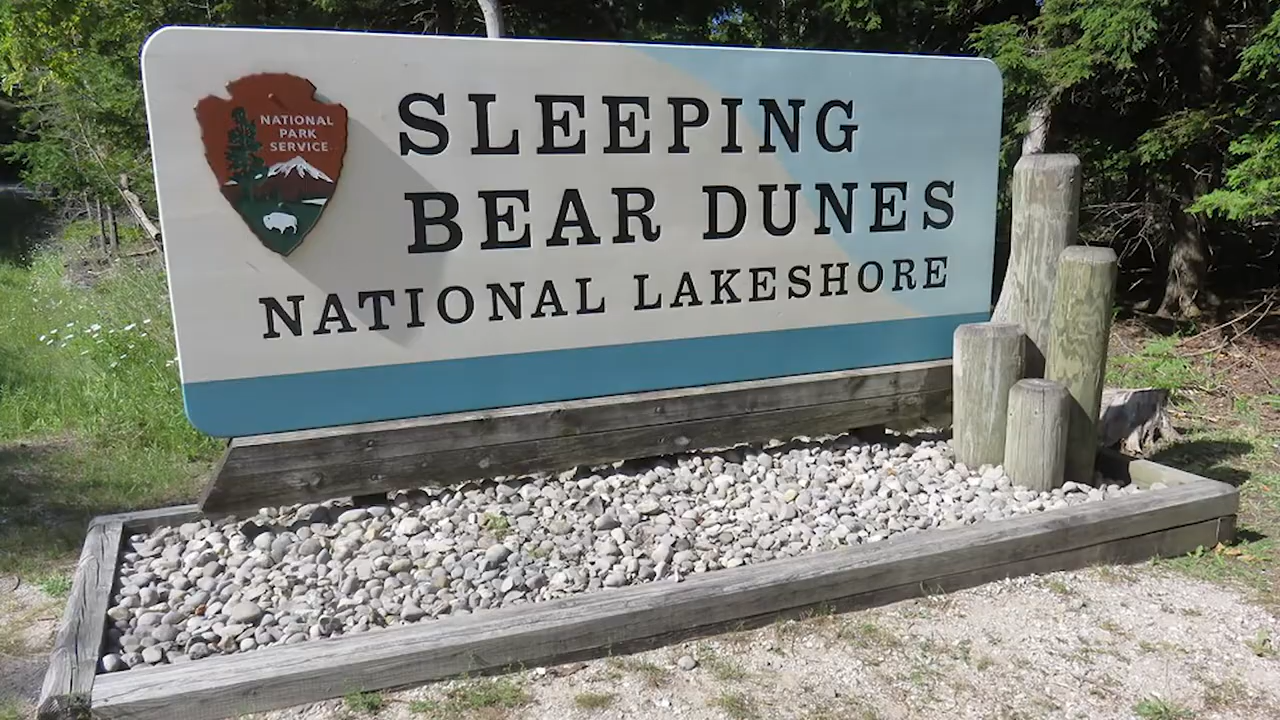 NATIONAL
PARK
SERVICE
SLEEPING
BEAR DUNES
NATIONAL LAKESHORE